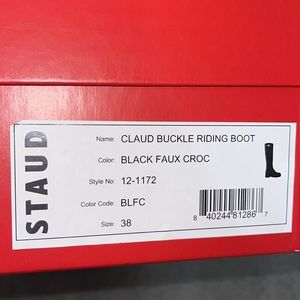 STAUD
Name: CLAUD BUCKLE RIDING BOOT
Color: BLACK FAUX CROC
Style No: 12-1172
Color Code: BLFC
Size: 38
8 40244 81286 7